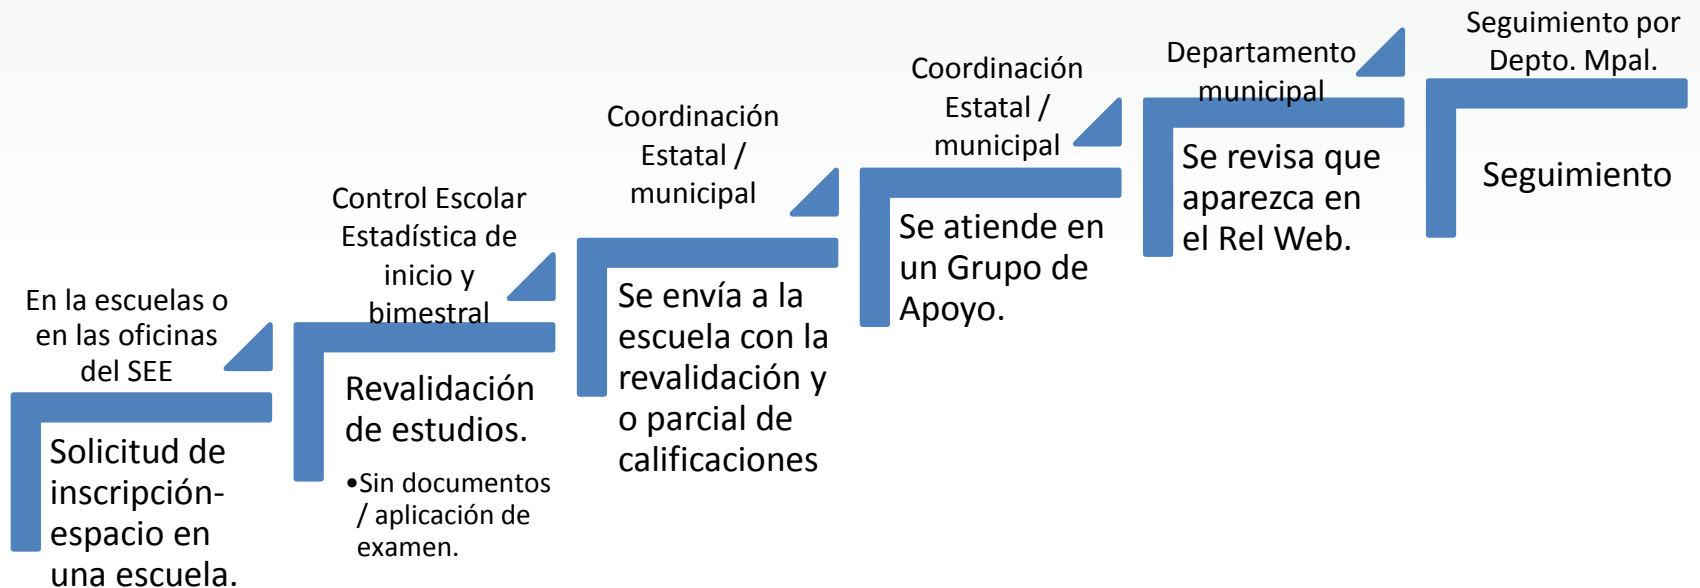 En la escuelas o
en las oficinas
del SEE
Solicitud de
inscripción-
espacio en
una escuela.
Control Escolar
Estadística de
inicio y
bimestral
Revalidación
de estudios.
•Sin documentos
/ aplicación de
examen.
Coordinación
Estatal /
municipal
Se envía a la
escuela con la
revalidación y
o parcial de
calificaciones
Coordinación
Estatal /
municipal
Se atiende en
un Grupo de
Apoyo.
Departamento
municipal
Se revisa que
aparezca en
el Rel Web.
Seguimiento por
Depto. Mpal.
Seguimiento